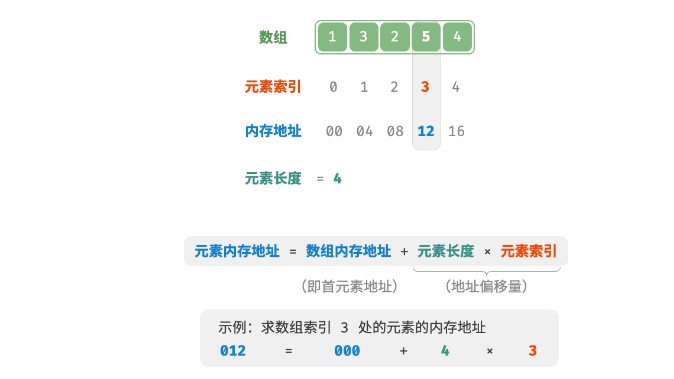 数组 1 3 2 5 4
元素索引 0 1 2 3 4
内存地址 00 04 08 12 16
元素长度 = 4
元素内存地址 = 数组内存地址 + 元素长度 × 元素索引
（即首元素地址） （地址偏移量）
示例：求数组索引 3 处的元素的内存地址
012 = 000 + 4 × 3